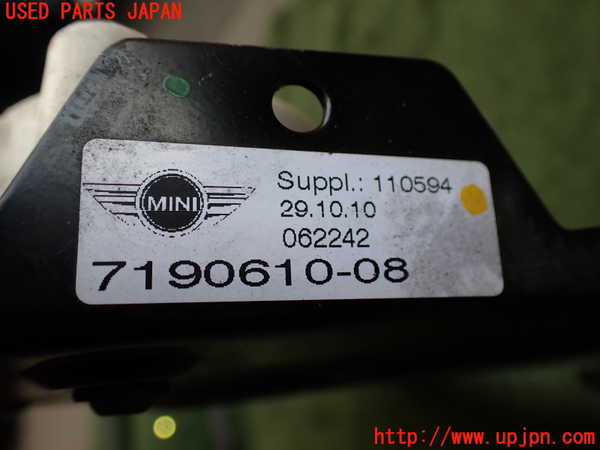 USED PARTS JAPAN
MINI
Suppl.: 110594
29.10.10
062242
7190610-08
http://www.upjpn.com/